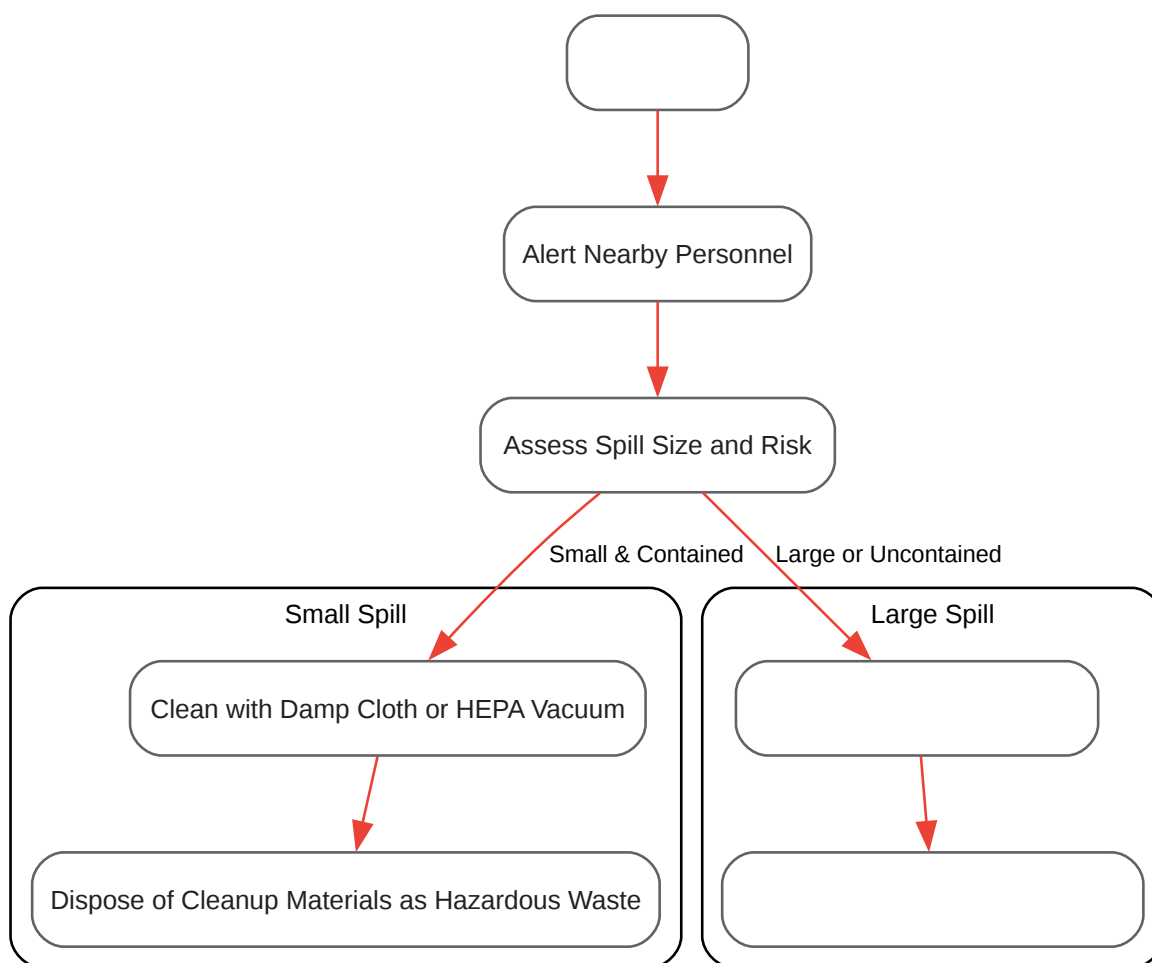 Alert Nearby Personnel
Assess Spill Size and Risk
Small & Contained
Large or Uncontained
Small Spill
Large Spill
Clean with Damp Cloth or HEPA Vacuum
Dispose of Cleanup Materials as Hazardous Waste